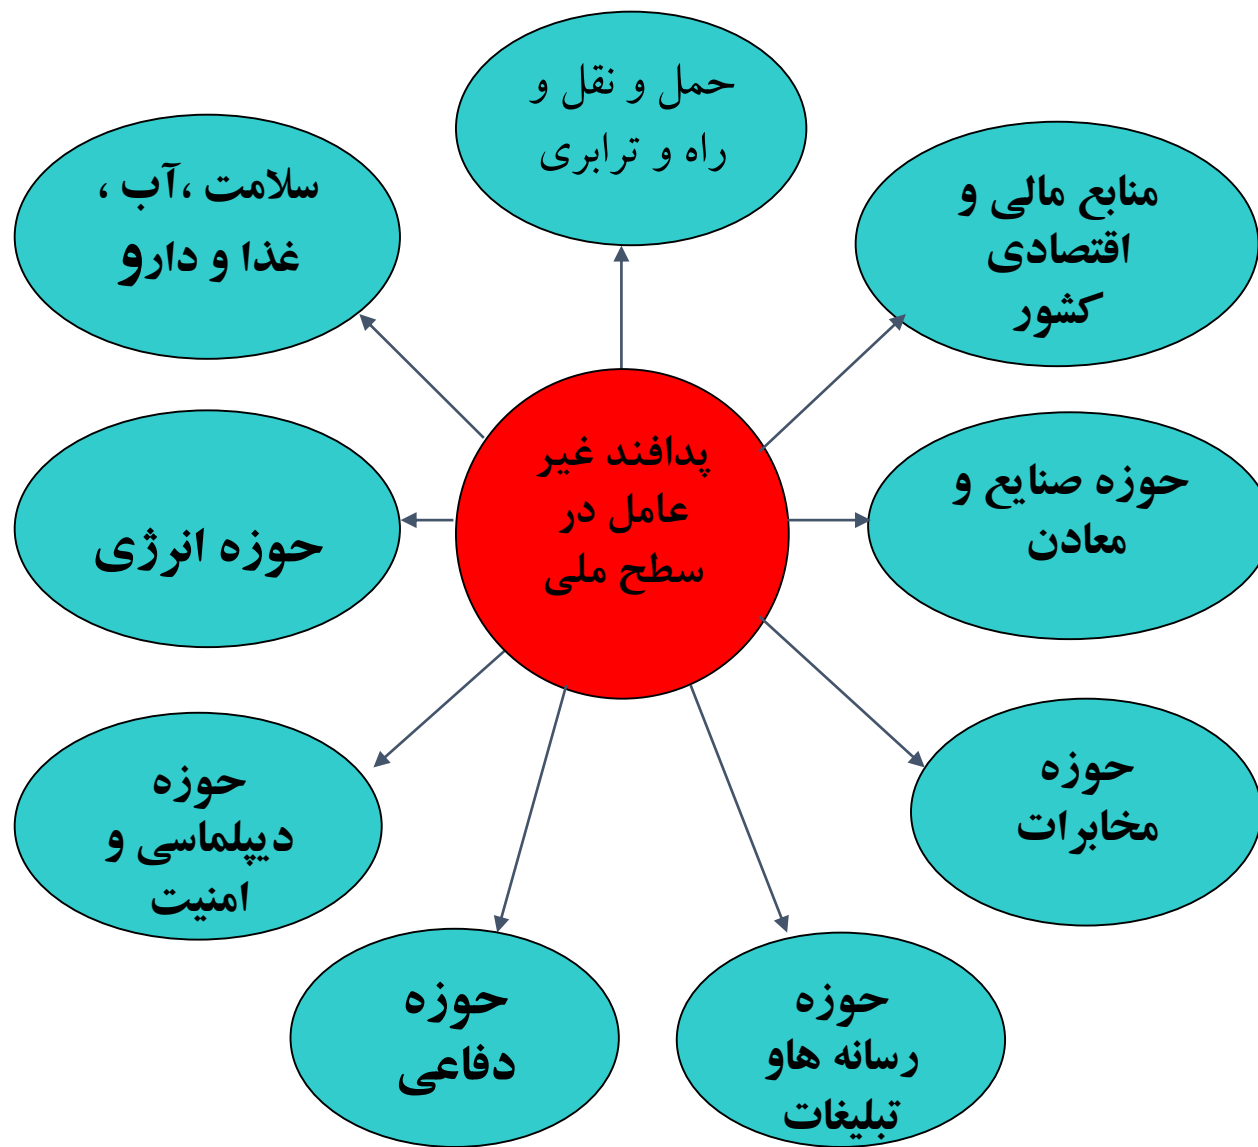 حمل و نقل و
راه و ترابری
منابع مالی و
اقتصادی
کشور
سلامت ،آب ،
غذا و دارو
پدافند غیر
عامل در
سطح ملی
حوزه صنایع و
معادن
حوزه انرژی
حوزه
مخابرات
حوزه
دیپلماسی و
امنیت
حوزه
رسانه هاو
تبلیغات
حوزه
دفاعی